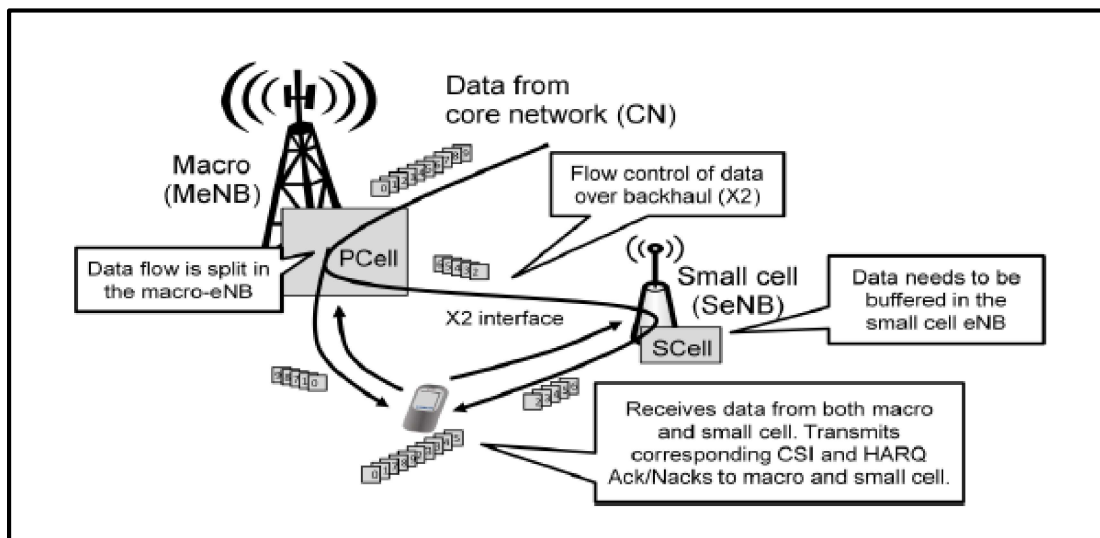 Data from
core network (CN)
Macro
(MeNB)
Flow control of data
over backhaul (X2)
PCell
Data flow is split in
the macro-eNB
Small cell
(SeNB)
Data needs to be
buffered in the
small cell eNB
X2 interface
SCell
Receives data from both macro
and small cell. Transmits
corresponding CSI and HARQ
Ack/Nacks to macro and small cell.